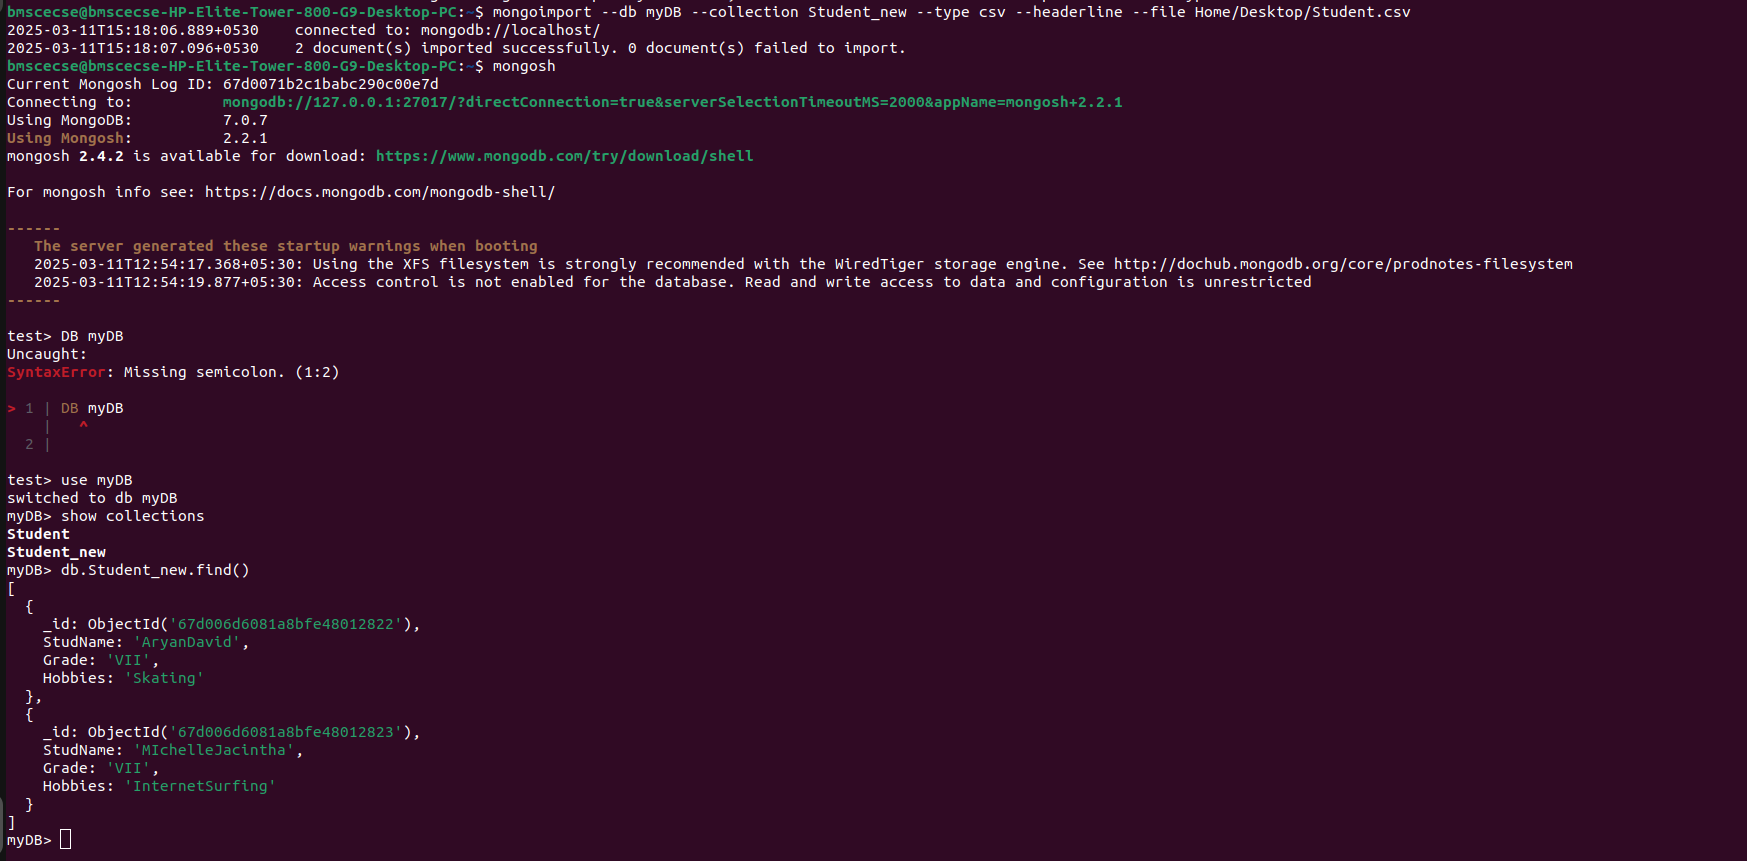 bmscecse@bmscecse-HP-Elite-Tower-800-G9-Desktop-PC:~$ mongoimport --db myDB --collection Student_new --type csv --headerline --file Home/Desktop/Student.csv
2025-03-11T15:18:06.889+0530    connected to: mongodb://localhost/
2025-03-11T15:18:07.096+0530    2 document(s) imported successfully. 0 document(s) failed to import.
bmscecse@bmscecse-HP-Elite-Tower-800-G9-Desktop-PC:~$ mongosh
Current Mongosh Log ID: 67d0071b2c1babc290c00e7d
Connecting to:          mongodb://127.0.0.1:27017/?directConnection=true&serverSelectionTimeoutMS=2000&appName=mongosh+2.2.1
Using MongoDB:          7.0.7
Using Mongosh:          2.2.1
mongosh 2.4.2 is available for download: https://www.mongodb.com/try/download/shell

For mongosh info see: https://docs.mongodb.com/mongodb-shell/

------
   The server generated these startup warnings when booting
   2025-03-11T12:54:17.368+05:30: Using the XFS filesystem is strongly recommended with the WiredTiger storage engine. See http://dochub.mongodb.org/core/prodnotes-filesystem
   2025-03-11T12:54:19.877+05:30: Access control is not enabled for the database. Read and write access to data and configuration is unrestricted
------

test> DB myDB
Uncaught:
SyntaxError: Missing semicolon. (1:2)

> 1 | DB myDB
    |   ^
  2 |

test> use myDB
switched to db myDB
myDB> show collections
Student
Student_new
myDB> db.Student_new.find()
[
  {
    _id: ObjectId('67d006d6081a8bfe48012822'),
    StudName: 'AryanDavid',
    Grade: 'VII',
    Hobbies: 'Skating'
  },
  {
    _id: ObjectId('67d006d6081a8bfe48012823'),
    StudName: 'MIchelleJacintha',
    Grade: 'VII',
    Hobbies: 'InternetSurfing'
  }
]
myDB>